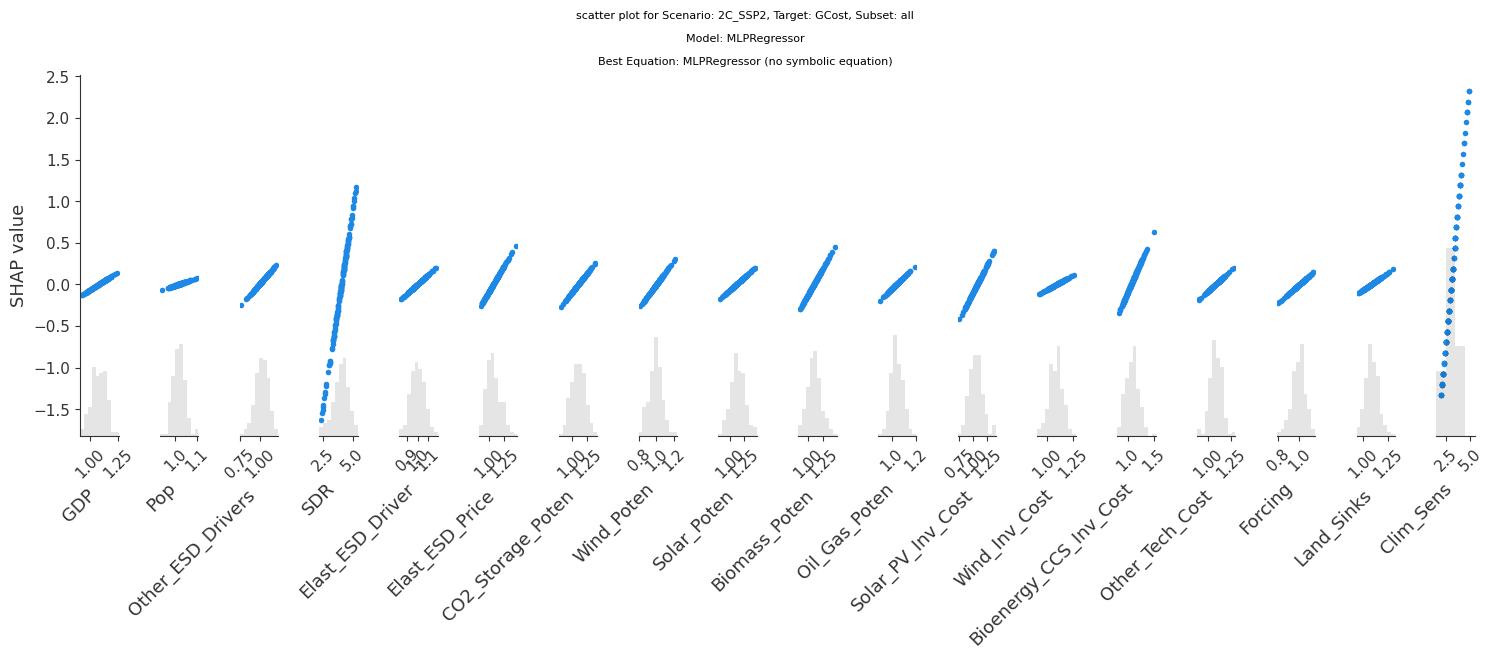 scatter plot for Scenario: 2C_SSP2, Target: GCost, Subset: all
Model: MLPRegressor
Best Equation: MLPRegressor (no symbolic equation)
SHAP value
2.5
2.0
1.5
1.0
0.5
0.0
−0.5
−1.0
−1.5
1.00 1.25
1.0 1.1
0.75 1.00
2.5 5.0
0.9 1.0 1.1
1.00 1.25
1.00 1.25
0.8 1.0 1.2
1.00 1.25
1.00 1.25
1.0 1.2
0.75 1.00 1.25
1.00 1.25
1.0 1.5
1.00 1.25
0.8 1.0
1.00 1.25
2.5 5.0
GDP
Pop
Other_ESD_Drivers
SDR
Elast_ESD_Driver
Elast_ESD_Price
CO2_Storage_Poten
Wind_Poten
Solar_Poten
Biomass_Poten
Oil_Gas_Poten
Solar_PV_Inv_Cost
Wind_Inv_Cost
Bioenergy_CCS_Inv_Cost
Other_Tech_Cost
Forcing
Land_Sinks
Clim_Sens